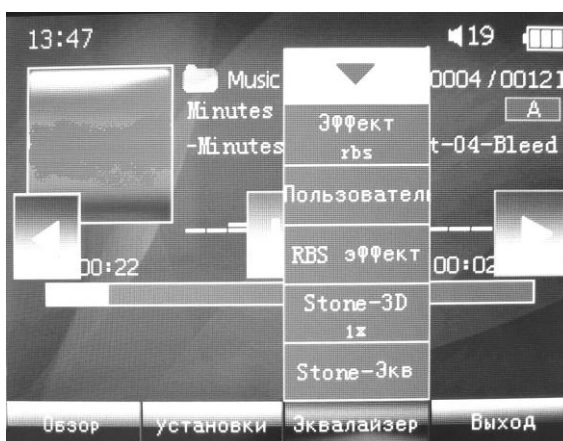 13:47
19
Music
0004/00121
Minutes
A
-Minutes
t-04-Bleed
Эффект
rbs
Пользовател
RBS эффект
00:22
00:02
Stone-3D
1x
Stone-Экв
Обзор
Установки
Эквалайзер
Выход